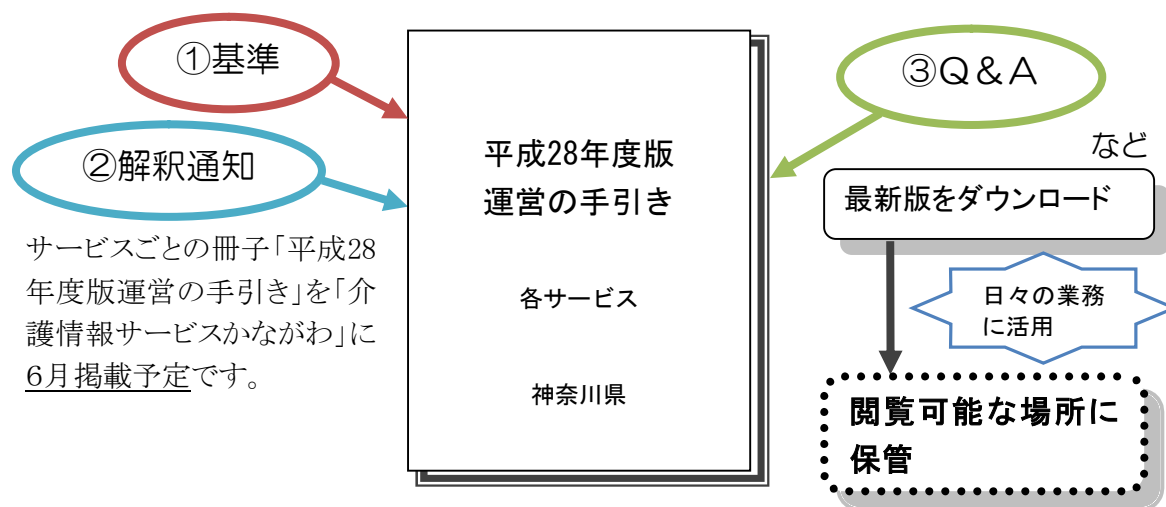 ①基準
②解釈通知
サービスごとの冊子「平成28
年度版運営の手引き」を「介
護情報サービスかながわ」に
6月掲載予定です。
平成28年度版
運営の手引き
各サービス
神奈川県
③Q&A
など
最新版をダウンロード
日々の業務
に活用
閲覧可能な場所に
保管